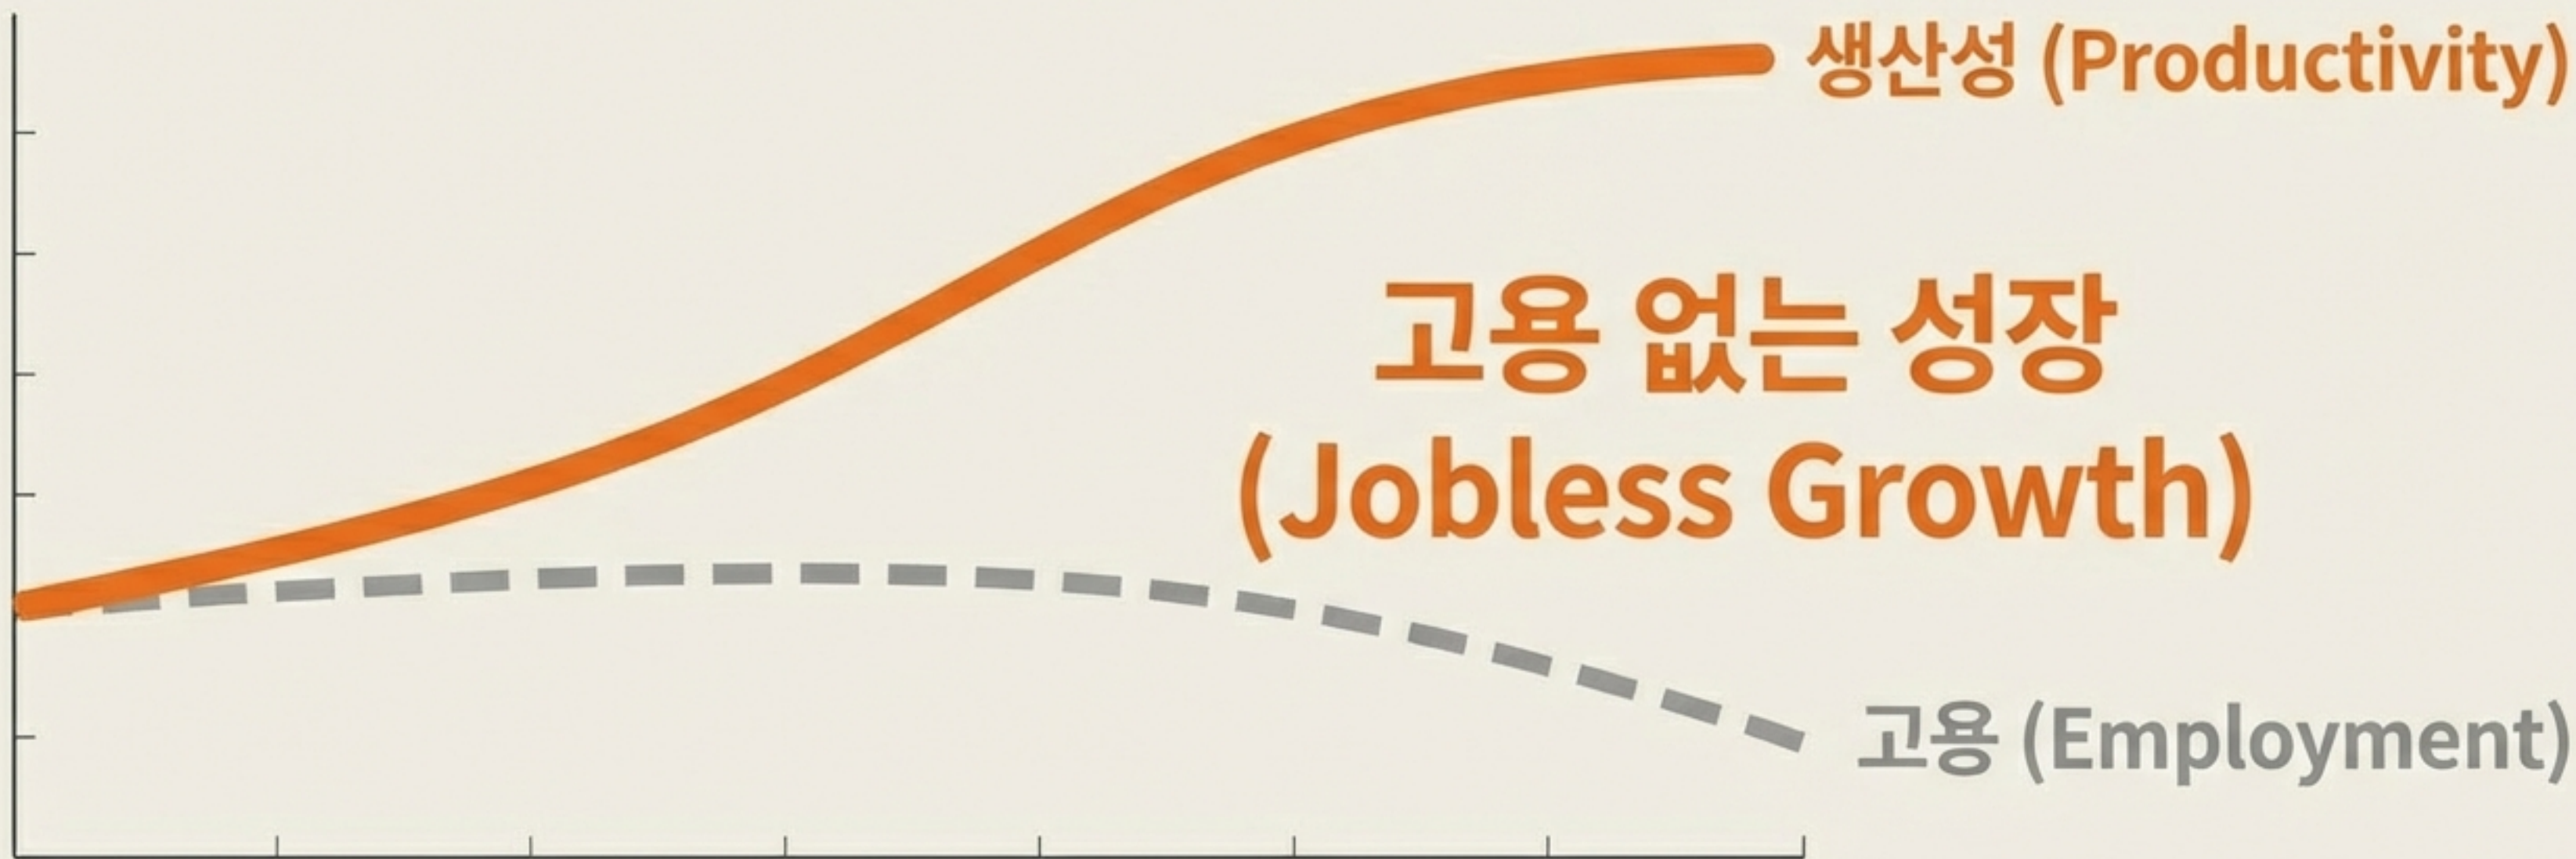 생산성 (Productivity)
고용 없는 성장
(Jobless Growth)
고용 (Employment)